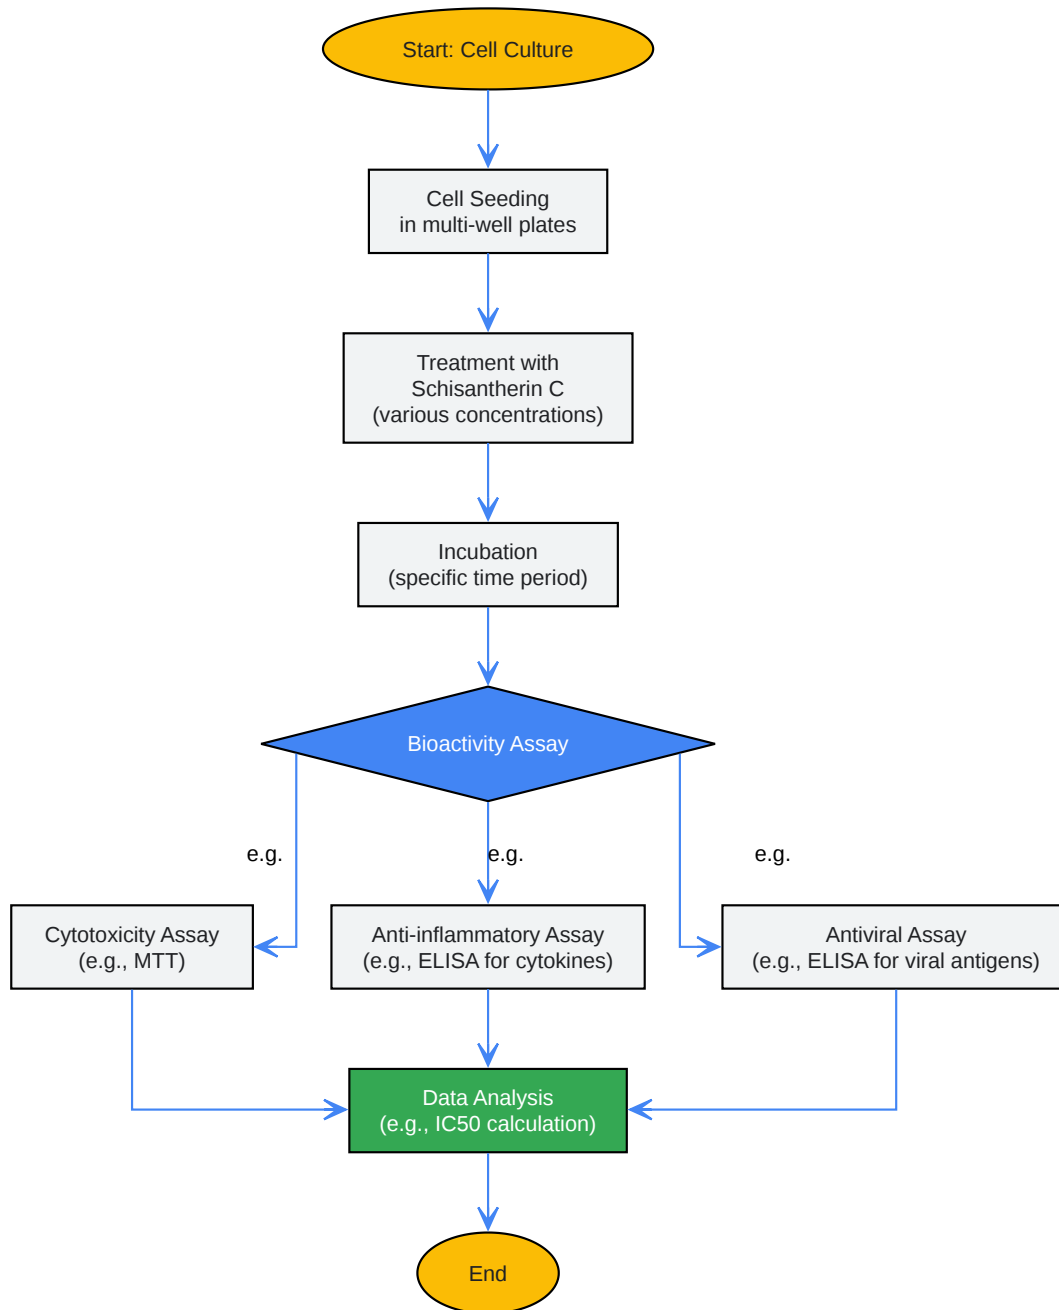 Start: Cell Culture
Cell Seeding
in multi-well plates
Treatment with
Schisantherin C
(various concentrations)
Incubation
(specific time period)
Bioactivity Assay
e.g.
e.g.
e.g.
Cytotoxicity Assay
(e.g., MTT)
Anti-inflammatory Assay
(e.g., ELISA for cytokines)
Antiviral Assay
(e.g., ELISA for viral antigens)
Data Analysis
(e.g., IC50 calculation)
End